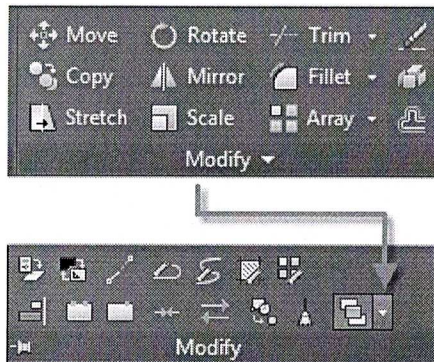 Move Rotate Trim
Copy Mirror Fillet
Stretch Scale Array
Modify
Modify